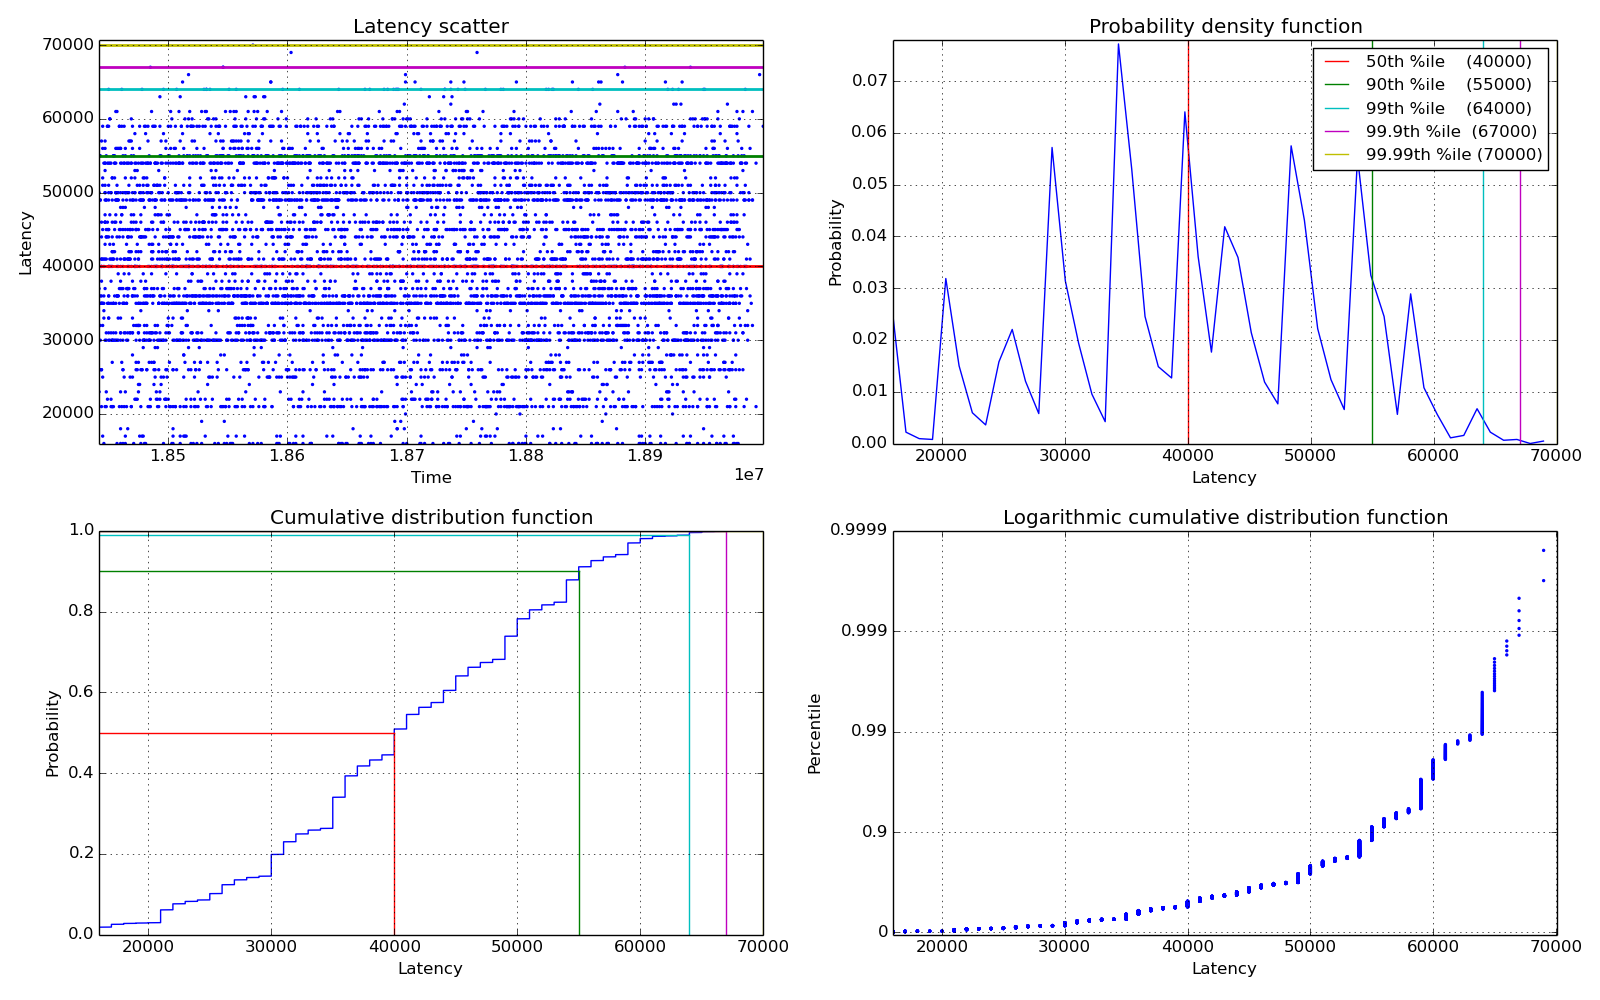 Latency scatter
70000
60000
50000
40000
30000
20000
Latency
1.85 1.86 1.87 1.88 1.89
1e7
Time
Probability density function
0.07
0.06
0.05
0.04
0.03
0.02
0.01
0.00
Probability
50th %ile (40000)
90th %ile (55000)
99th %ile (64000)
99.9th %ile (67000)
99.99th %ile (70000)
20000 30000 40000 50000 60000 70000
Latency
Cumulative distribution function
1.0
0.8
0.6
0.4
0.2
0.0
Probability
20000 30000 40000 50000 60000 70000
Latency
Logarithmic cumulative distribution function
0.9999
0.999
0.99
0.9
0
Percentile
20000 30000 40000 50000 60000 70000
Latency